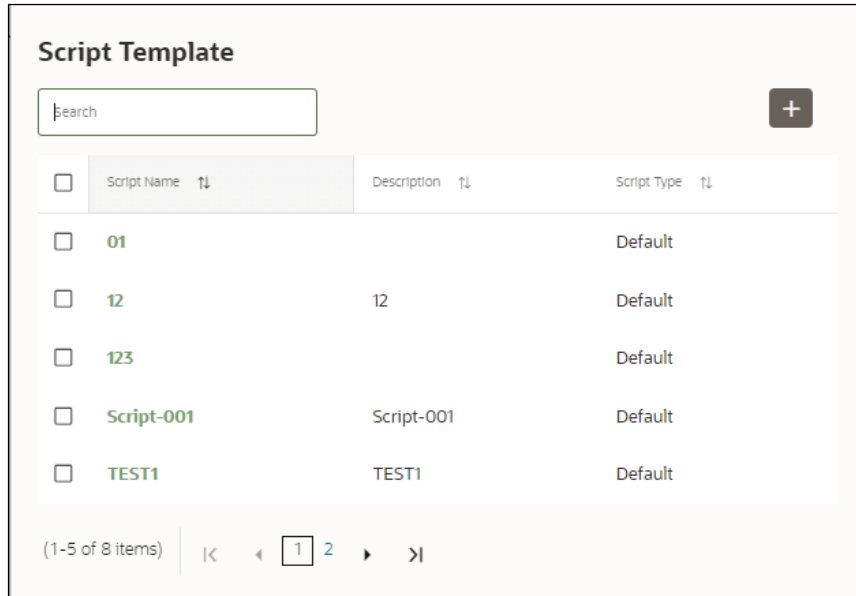 Script Template
Search
Script Name Description Script Type
01 Default
12 12 Default
123 Default
Script-001 Script-001 Default
TEST1 TEST1 Default
(1-5 of 8 items) 1 2